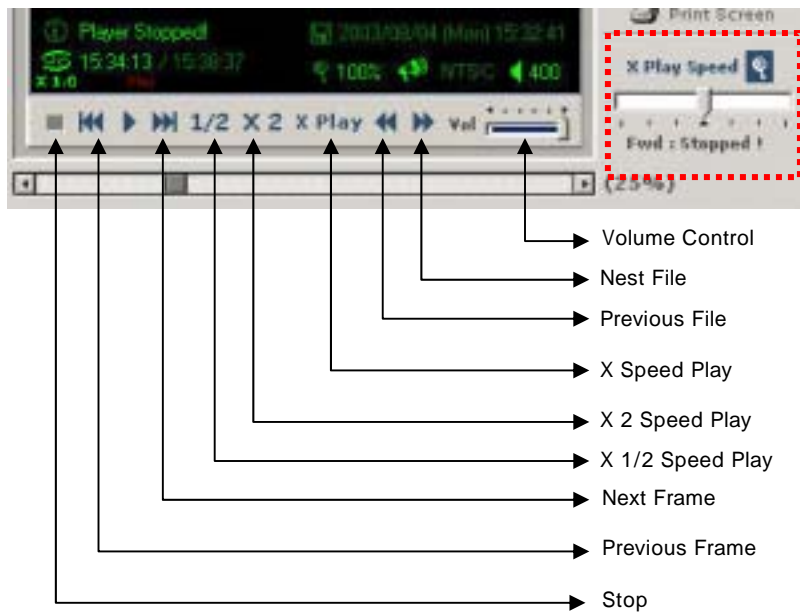 Print Screen
Player Stopped!
2003/08/04 (Mon) 15:32:41
15:34:13 / 15:38:37
100% NTSC 400
X 1.0
X Play Speed
1/2 X 2 X Play Vol
Fwd : Stopped !
(25%)
Volume Control
Nest File
Previous File
X Speed Play
X 2 Speed Play
X 1/2 Speed Play
Next Frame
Previous Frame
Stop